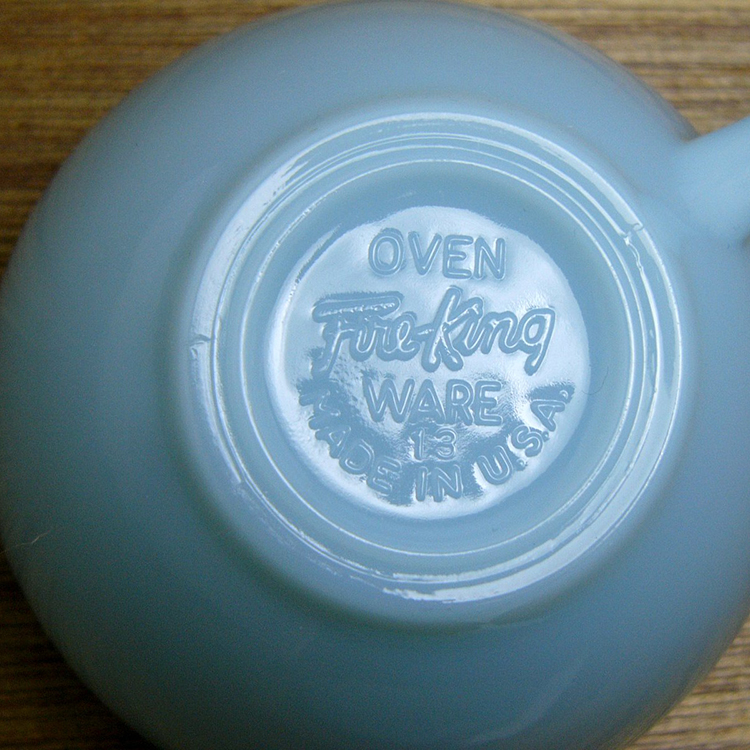 OVEN
Fire-King
WARE
13
MADE IN U.S.A.